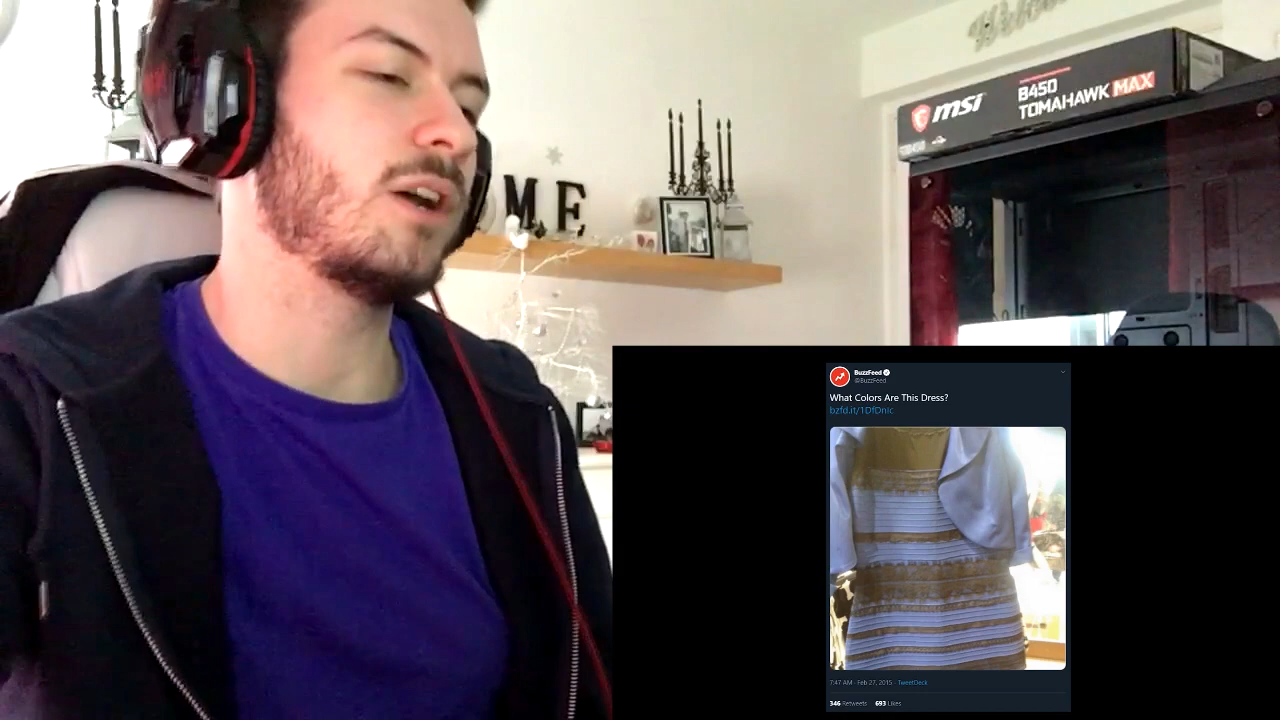 Welco
msi
B450
TOMAHAWK MAX
ME
BuzzFeed
@BuzzFeed
What Colors Are This Dress?
bzfd.it/1DfDnIc
7:47 AM · Feb 27, 2015 · TweetDeck
346 Retweets 693 Likes